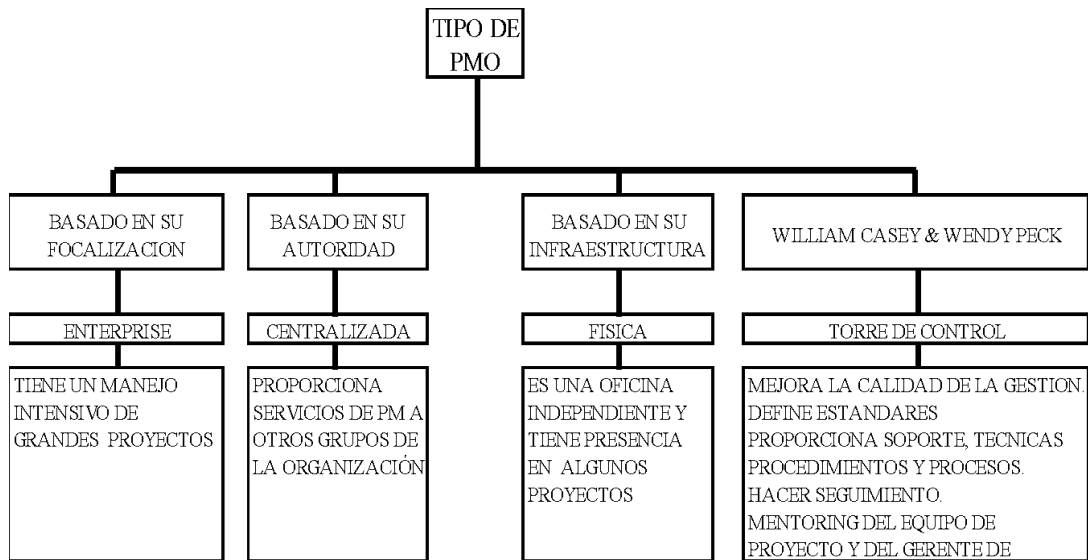 TIPO DE
PMO
BASADO EN SU
FOCALIZACION
BASADO EN SU
AUTORIDAD
BASADO EN SU
INFRAESTRUCTURA
WILLIAM CASEY & WENDY PECK
ENTERPRISE
CENTRALIZADA
FISICA
TORRE DE CONTROL
TIENE UN MANEJO
INTENSIVO DE
GRANDES PROYECTOS
PROPORCIONA
SERVICIOS DE PM A
OTROS GRUPOS DE
LA ORGANIZACIÓN
ES UNA OFICINA
INDEPENDIENTE Y
TIENE PRESENCIA
EN ALGUNOS
PROYECTOS
MEJORA LA CALIDAD DE LA GESTION.
DEFINE ESTANDARES
PROPORCIONA SOPORTE, TECNICAS
PROCEDIMIENTOS Y PROCESOS.
HACER SEGUIMIENTO.
MENTORING DEL EQUIPO DE
PROYECTO Y DEL GERENTE DE